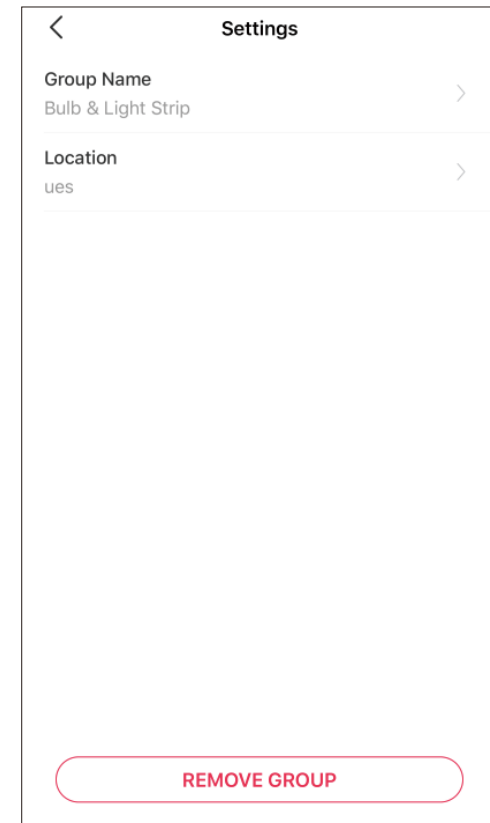 Settings
Group Name
Bulb & Light Strip
Location
ues
REMOVE GROUP